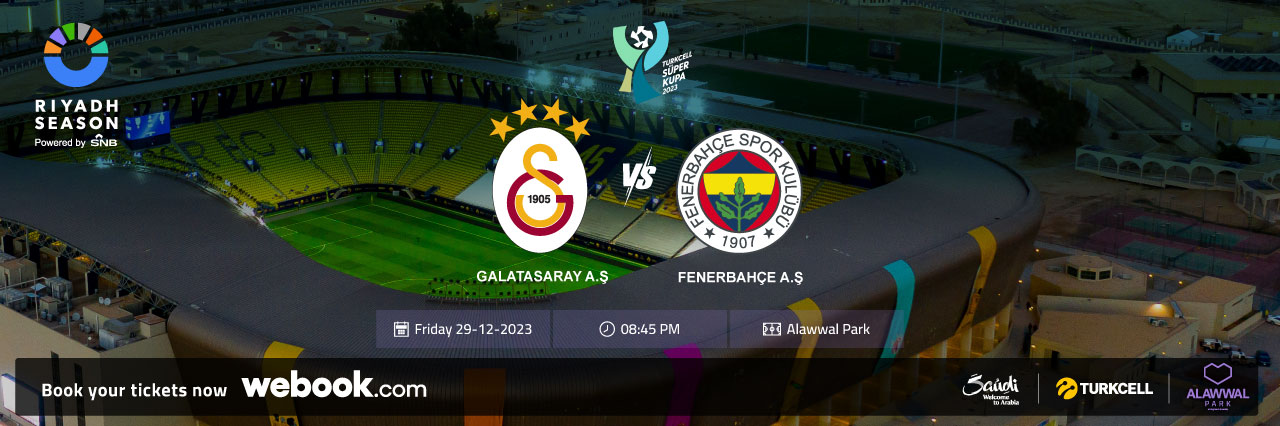 RIYADH
SEASON
Powered by SNB
TURKCELL
SÜPER
KUPA
2023
1905
VS
FENERBAHÇE SPOR KULÜBÜ
1907
GALATASARAY A.Ş
FENERBAHÇE A.Ş
Friday 29-12-2023
08:45 PM
Alawwal Park
Book your tickets now
webook.com
Saudi
Welcome
to Arabia
TURKCELL
ALAWWAL
PARK